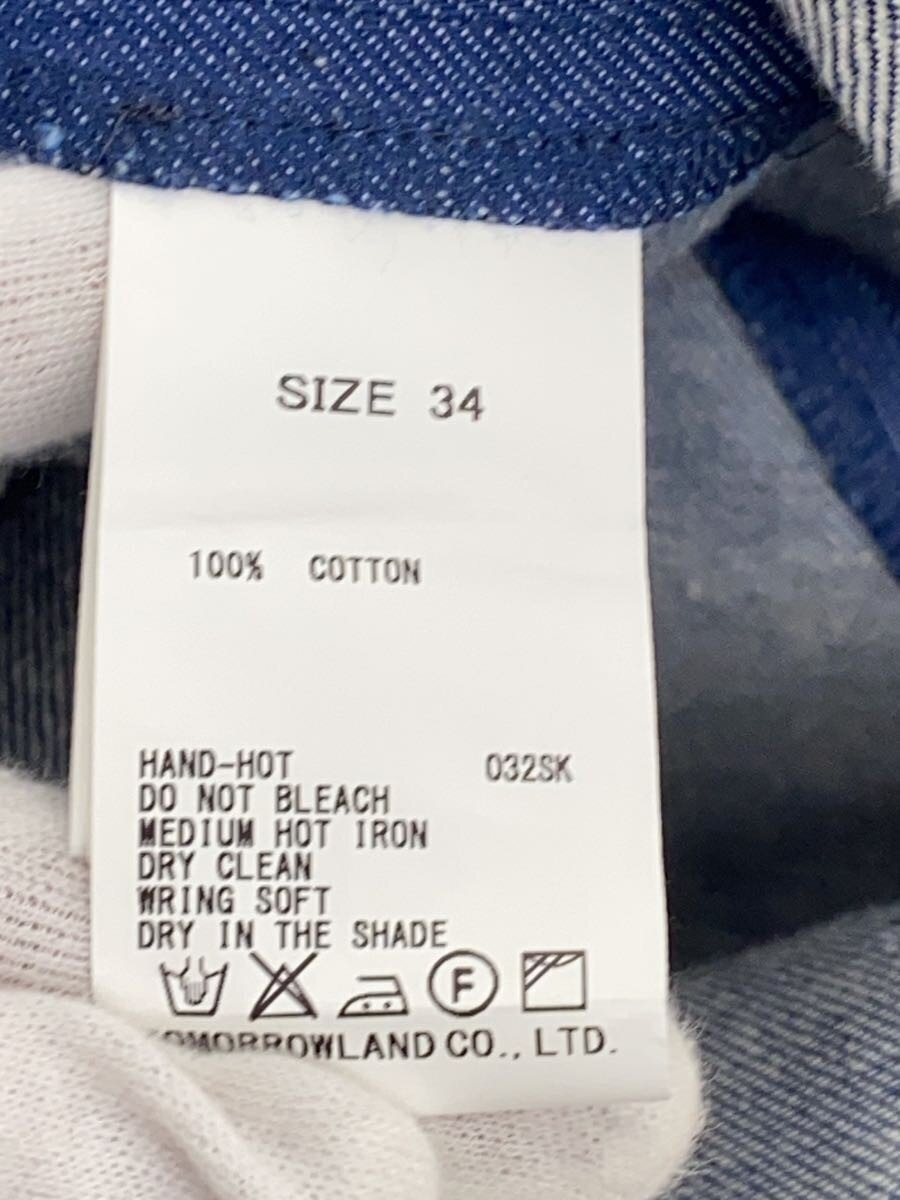 SIZE 34
100% COTTON
HAND-HOT 032SK
DO NOT BLEACH
MEDIUM HOT IRON
DRY CLEAN
WRING SOFT
DRY IN THE SHADE
F
TOMORROWLAND CO., LTD.